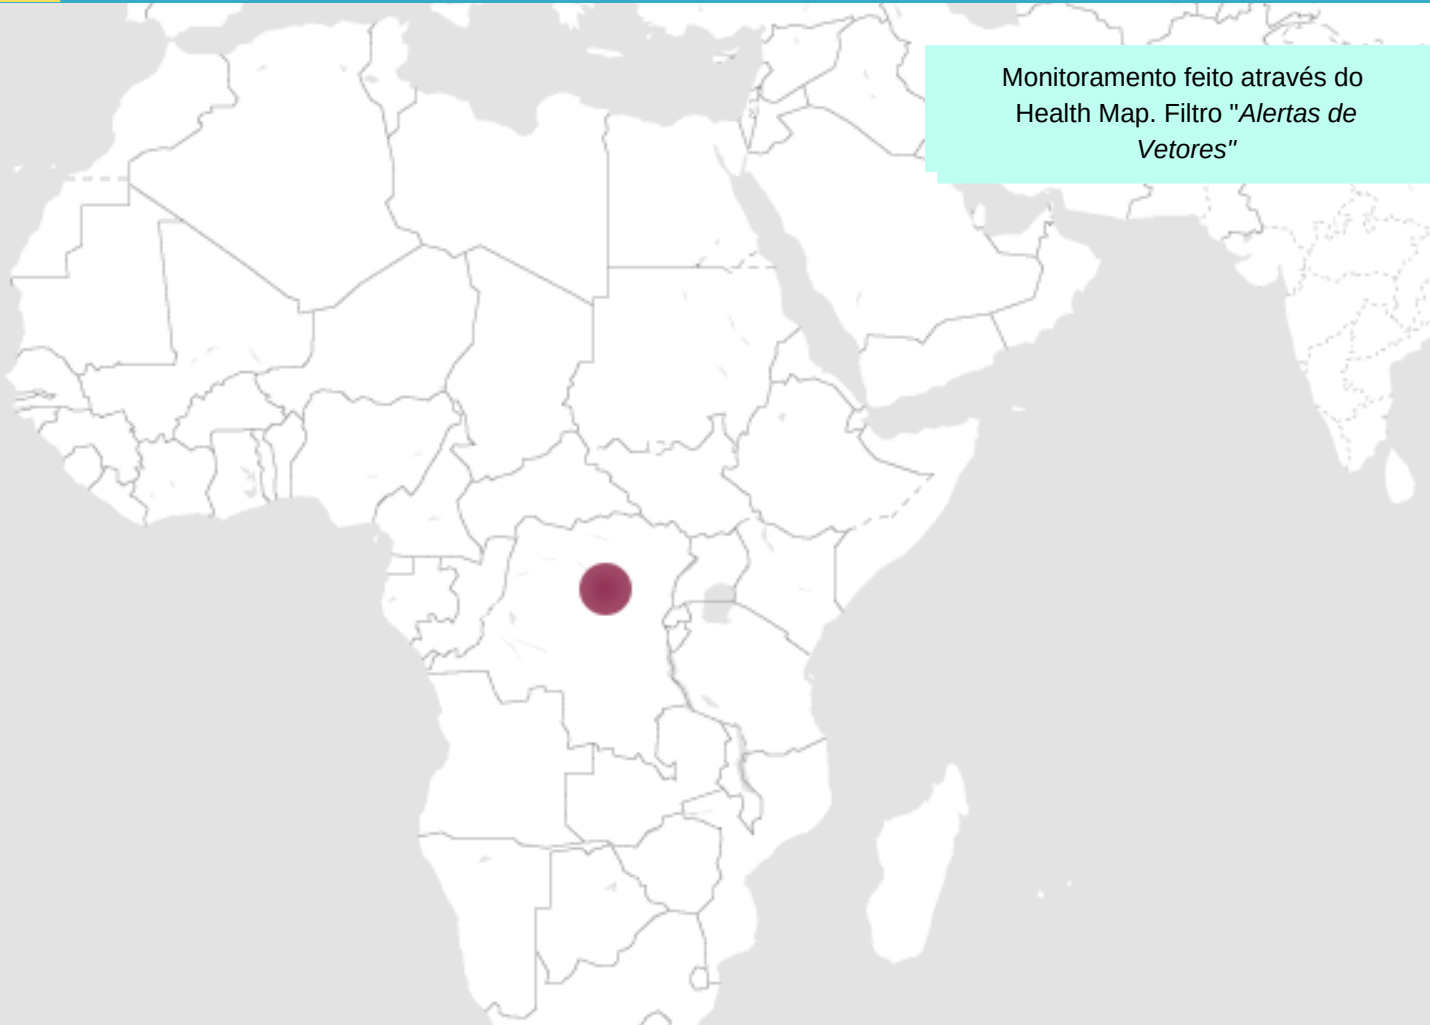 Monitoramento feito através do
Health Map. Filtro "Alertas de
Vetores"